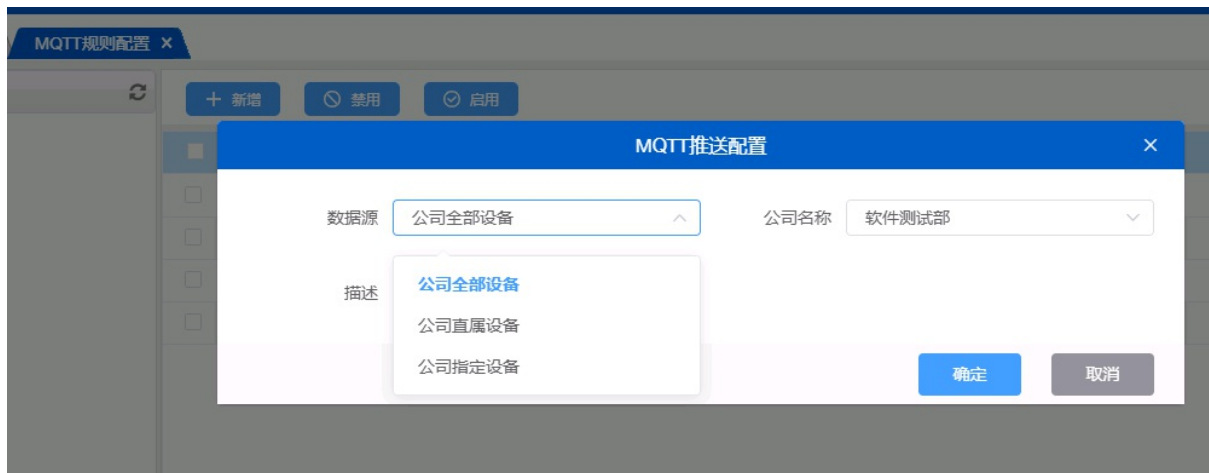 MQTT规则配置 ×
新增 禁用 启用
MQTT推送配置
数据源 公司全部设备 公司名称 软件测试部
公司全部设备
描述
公司直属设备
公司指定设备
确定 取消